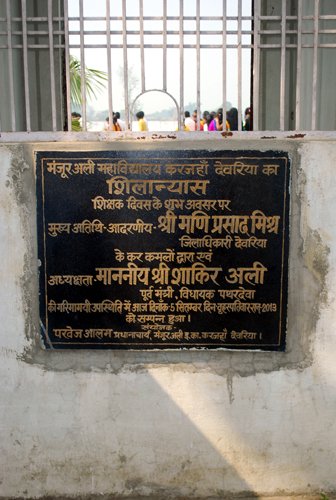 मंजूर अली महाविद्यालय करजहाँ देवरिया का
शिलान्यास
शिक्षक दिवस के शुभ अवसर पर
मुख्य अतिथि-आदरणीय-श्री मणि प्रसाद मिश्र
जिलाधिकारी देवरिया
के कर कमलों द्वारा एवं
अध्यक्षता-माननीय श्री शाकिर अली
पूर्व मंत्री, विधायक पथरदेवा
की गरिमामयी उपस्थिति में आज दिनांक 5 सितम्बर, दिन वृहस्पतिवार सन्-2013
को सम्पन्न हुआ।
संयोजक-
परवेज आलम प्रधानाचार्य, मंजूर अली इ.का. करजहाँ देवरिया।